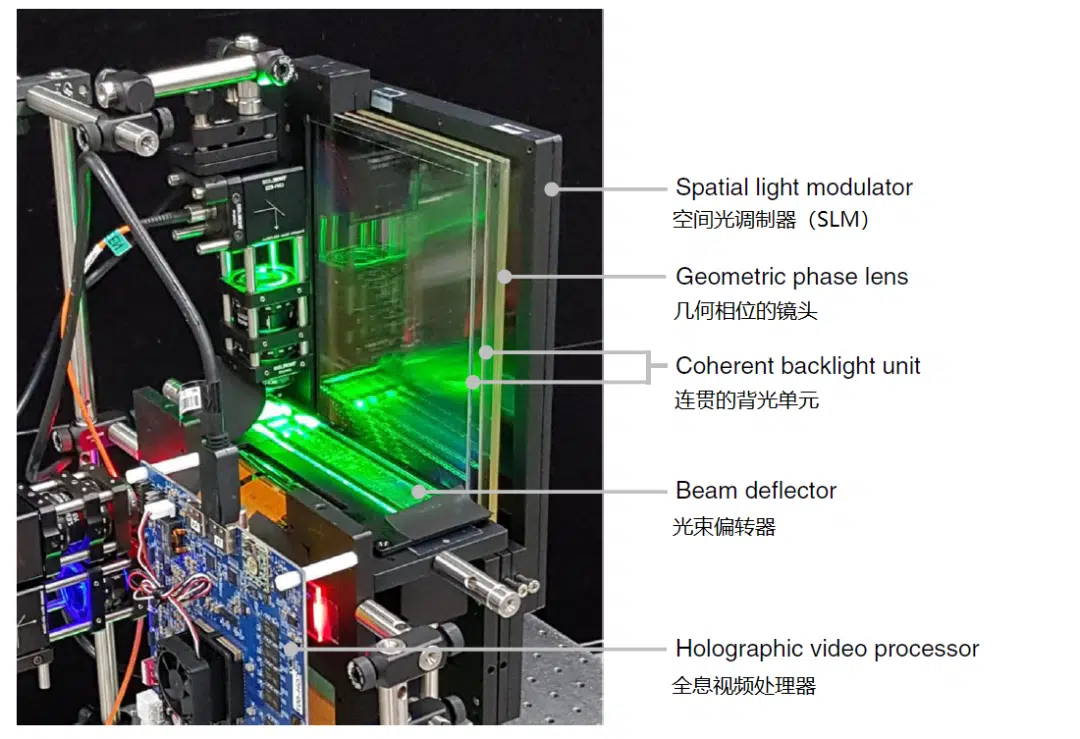 Spatial light modulator
空间光调制器（SLM）
Geometric phase lens
几何相位的镜头
Coherent backlight unit
连贯的背光单元
Beam deflector
光束偏转器
Holographic video processor
全息视频处理器